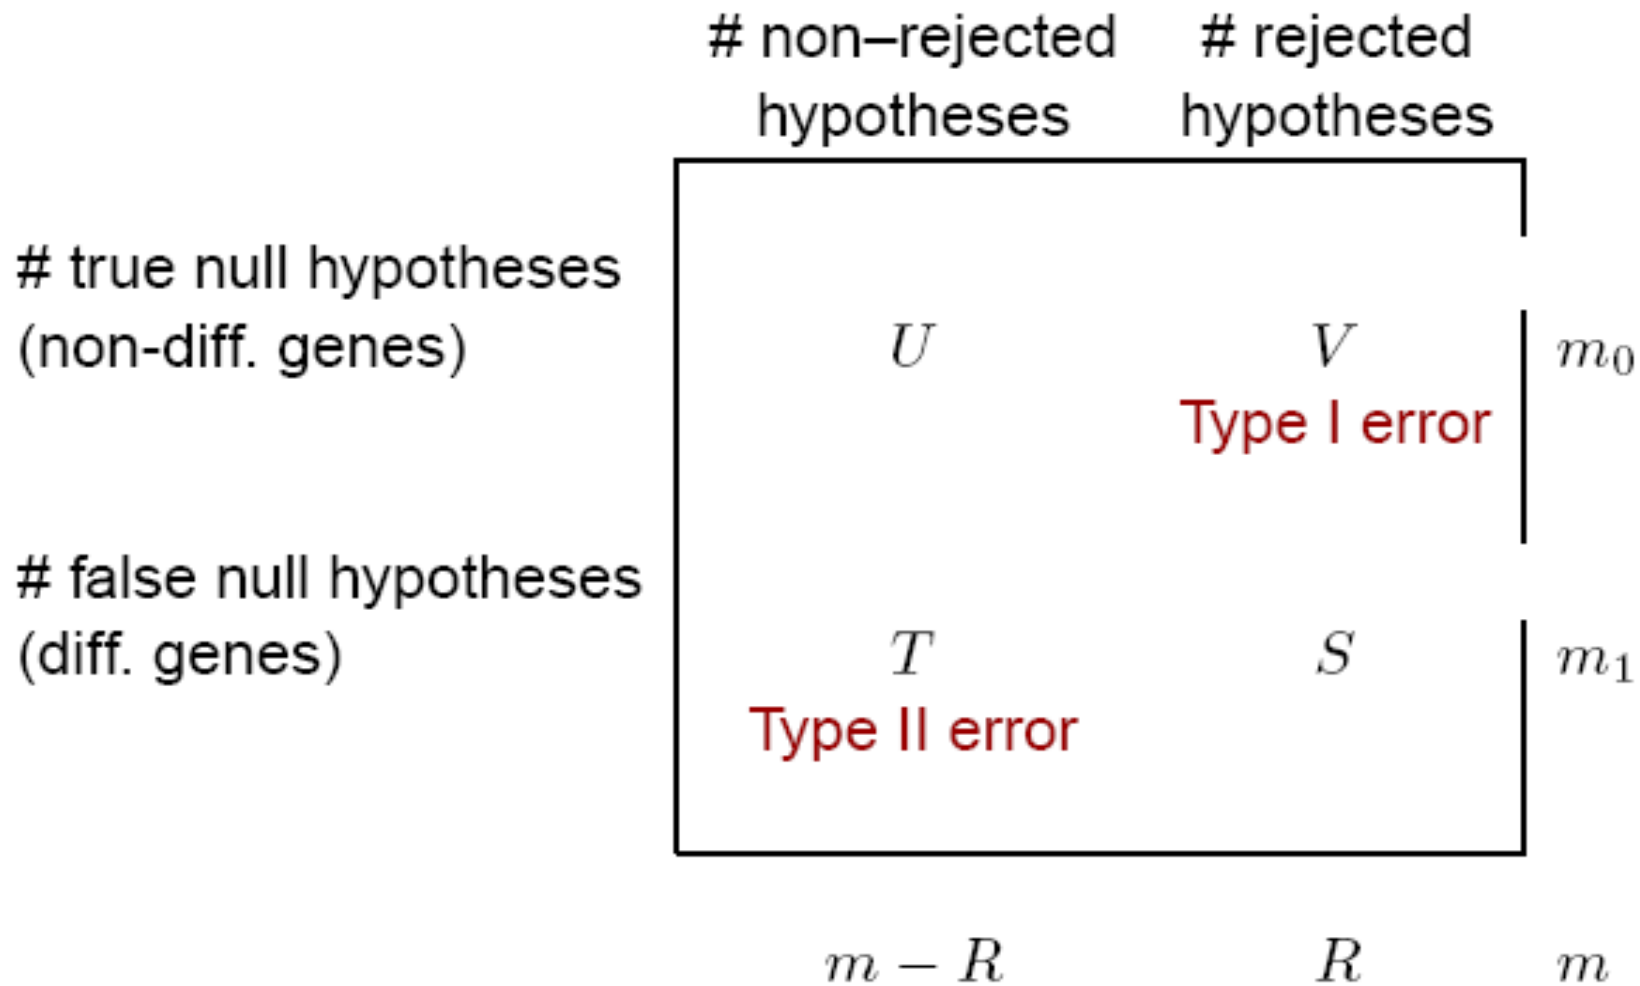 # non–rejected # rejected
hypotheses hypotheses
# true null hypotheses
(non-diff. genes) U V m₀
Type I error
# false null hypotheses
(diff. genes) T S m₁
Type II error
m − R R m